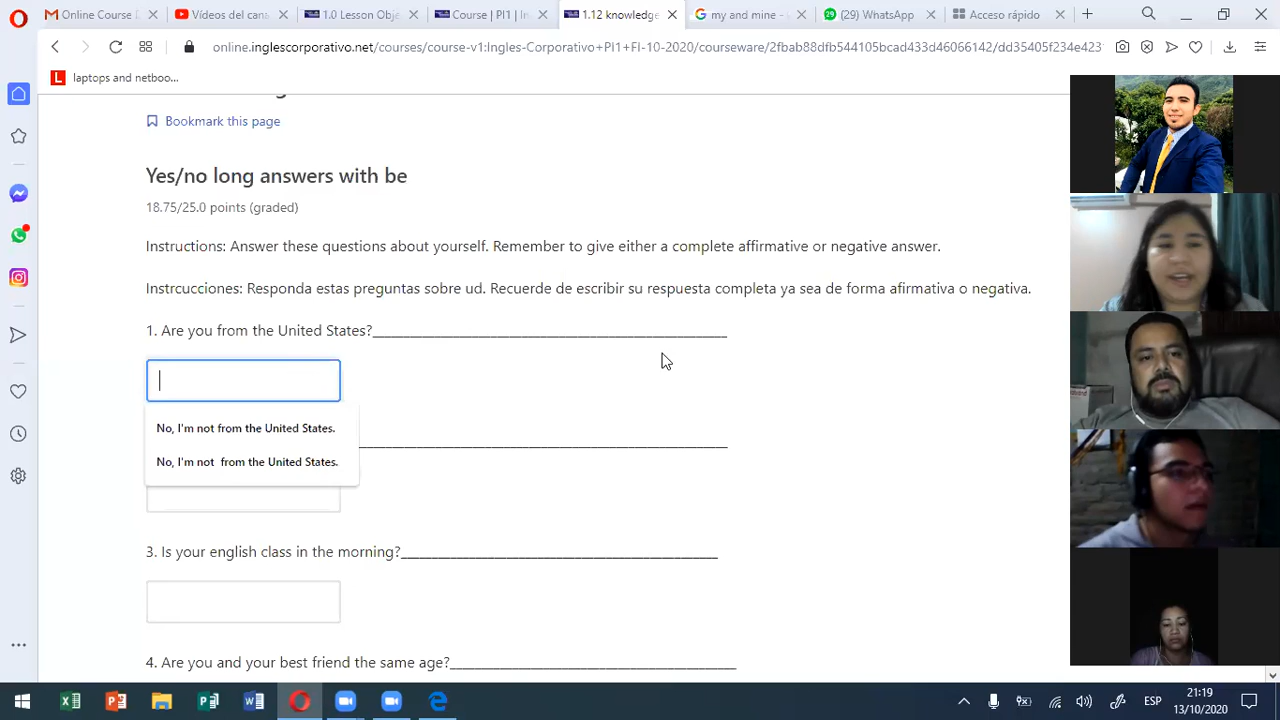 Online Course D
Vídeos del cana
1.0 Lesson Obje
Course | PI1 | In
1.12 knowledge
my and mine -
(29) WhatsApp
Acceso rápido
online.inglescorporativo.net/courses/course-v1:Ingles-Corporativo+PI1+FI-10-2020/courseware/2fbab88dfb544105bcad433d46066142/dd35405f234e423
laptops and netboo...
Bookmark this page
Yes/no long answers with be
18.75/25.0 points (graded)
Instructions: Answer these questions about yourself. Remember to give either a complete affirmative or negative answer.
Instrcucciones: Responda estas preguntas sobre ud. Recuerde de escribir su respuesta completa ya sea de forma afirmativa o negativa.
1. Are you from the United States?
No, I'm not from the United States.
No, I'm not  from the United States.
3. Is your english class in the morning?
4. Are you and your best friend the same age?
ESP
21:19
13/10/2020